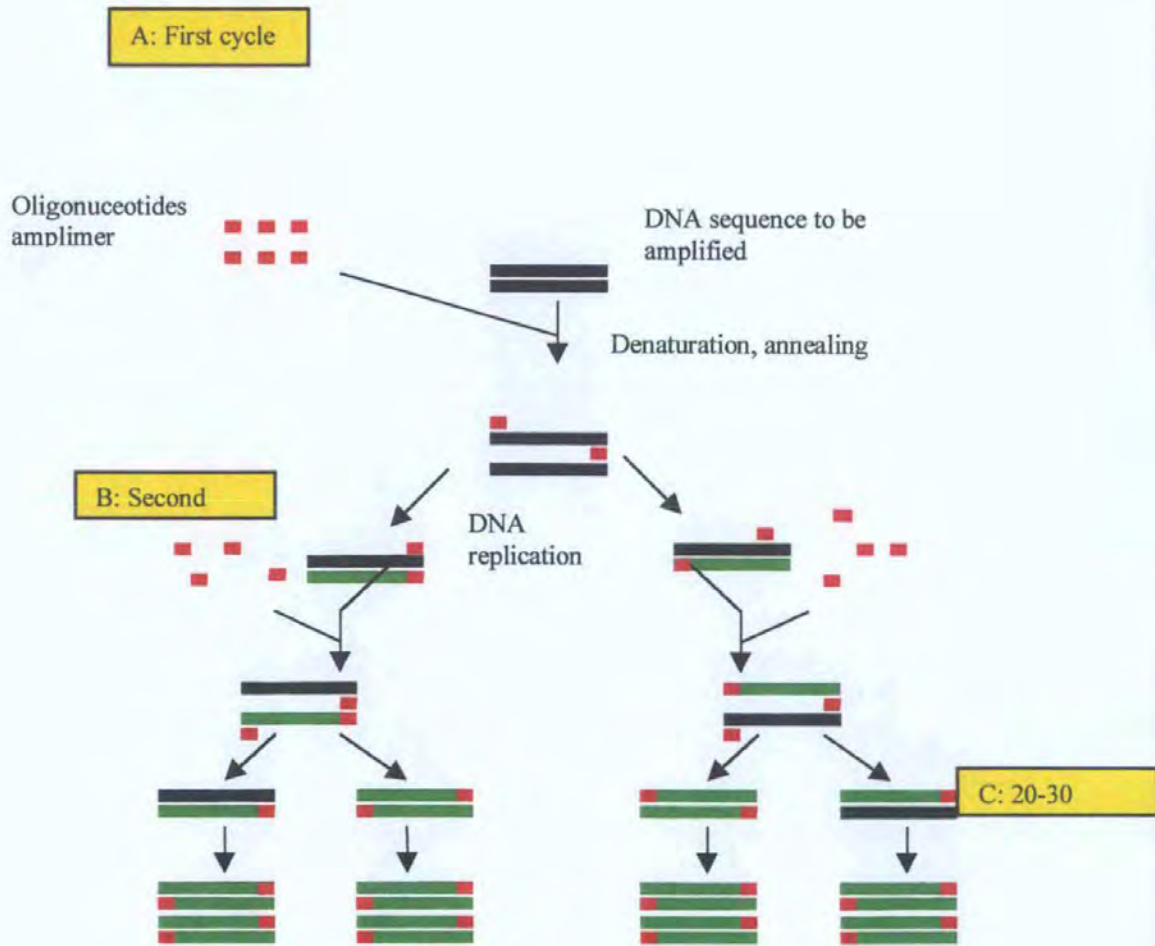 A: First cycle
Oligonuceotides
amplimer
DNA sequence to be
amplified
Denaturation, annealing
B: Second
DNA
replication
C: 20-30